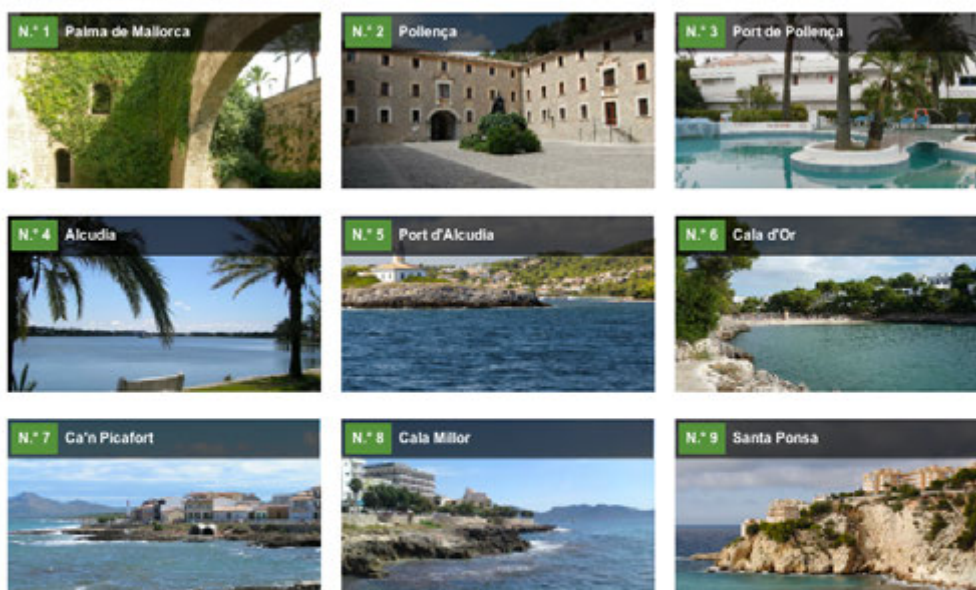 N.° 1 Palma de Mallorca
N.° 2 Pollença
N.° 3 Port de Pollença
N.° 4 Alcudia
N.° 5 Port d'Alcudia
N.° 6 Cala d'Or
N.° 7 Ca'n Picafort
N.° 8 Cala Millor
N.° 9 Santa Ponsa